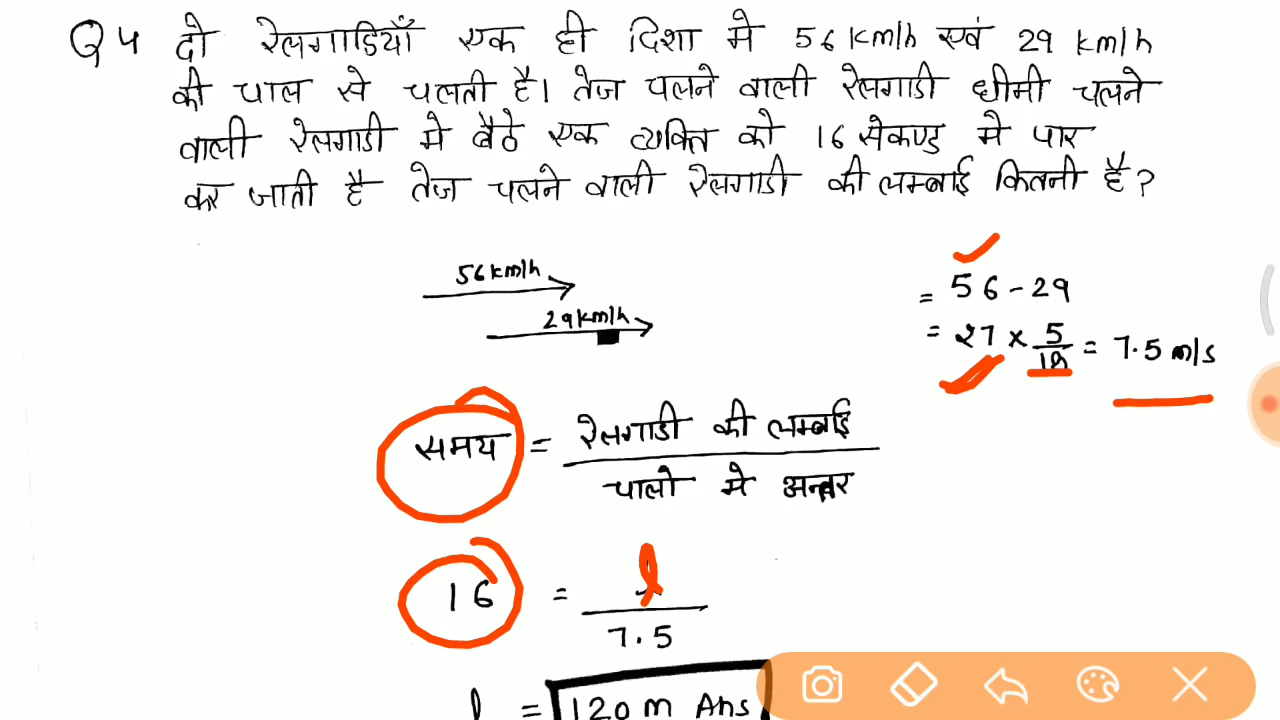 Q4 दो रेलगाडियाँ एक ही दिशा मे 56 km/h एवं 29 km/h
की चाल से चलती है। तेज चलने वाली रेलगाडी धीमी चलने
वाली रेलगाडी मे बैठे एक व्यक्ति को 16 सेकण्ड मे पार
कर जाती है तेज चलने वाली रेलगाडी की लम्बाई कितनी है?
56 km/h
29 km/h
= 56 - 29
= 27 × 5/18 = 7.5 m/s
समय = रेलगाडी की लम्बाई
चालो मे अन्तर
16 = l
7.5
l = 120 m Ans